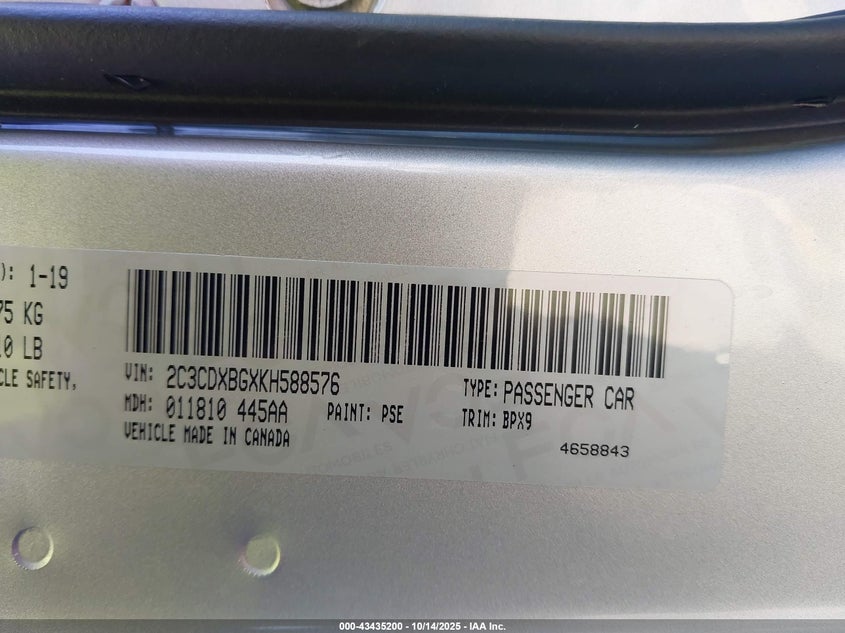 ): 1-19
75 KG
0 LB
CLE SAFETY,
VIN: 2C3CDXBGXKH588576
TYPE: PASSENGER CAR
MDH: 011810 445AA
PAINT: PSE
TRIM: BPX9
VEHICLE MADE IN CANADA
4658843
000-43435200 - 10/14/2025 - IAA Inc.